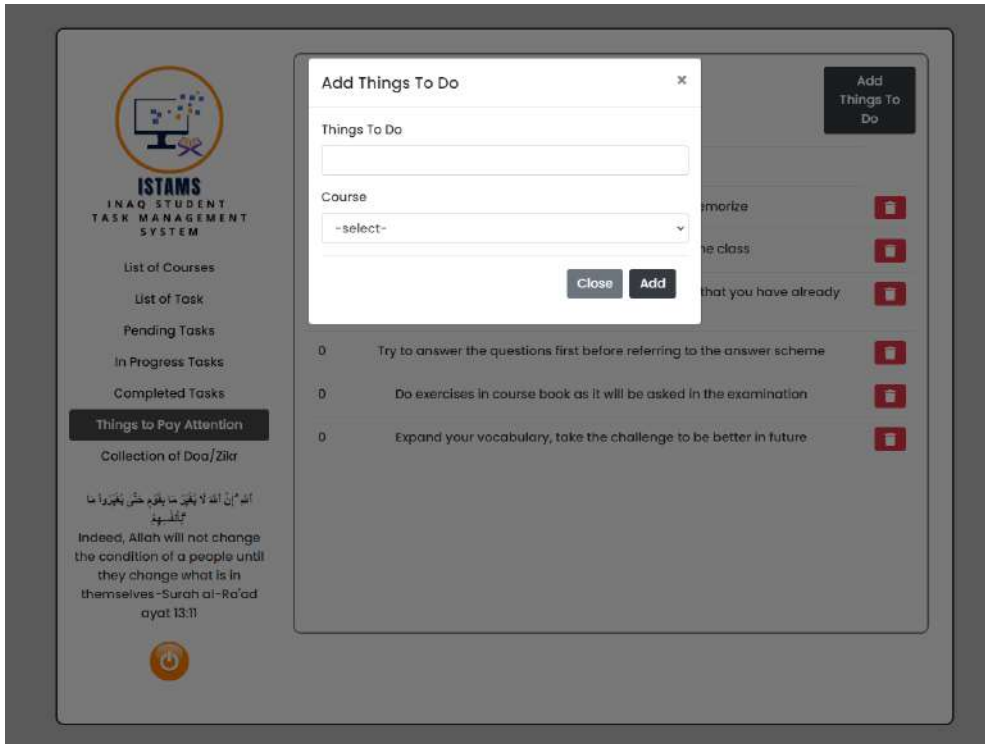 ISTAMS
INAQ STUDENT
TASK MANAGEMENT
SYSTEM
List of Courses
List of Task
Pending Tasks
In Progress Tasks
Completed Tasks
Things to Pay Attention
Collection of Doa/Zikr
إِنَّ اللَّهَ لَا يُغَيِّرُ مَا بِقَوْمٍ حَتَّى يُغَيِّرُوا مَا
بِأَنْفُسِهِمْ
Indeed, Allah will not change
the condition of a people until
they change what is in
themselves-Surah al-Ra'ad
ayat 13:11
Add Things To Do ×
Things To Do
Course
-select-
Close Add
Add
Things To
Do
he class
that you have already
0 Try to answer the questions first before referring to the answer scheme
0 Do exercises in course book as it will be asked in the examination
0 Expand your vocabulary, take the challenge to be better in future